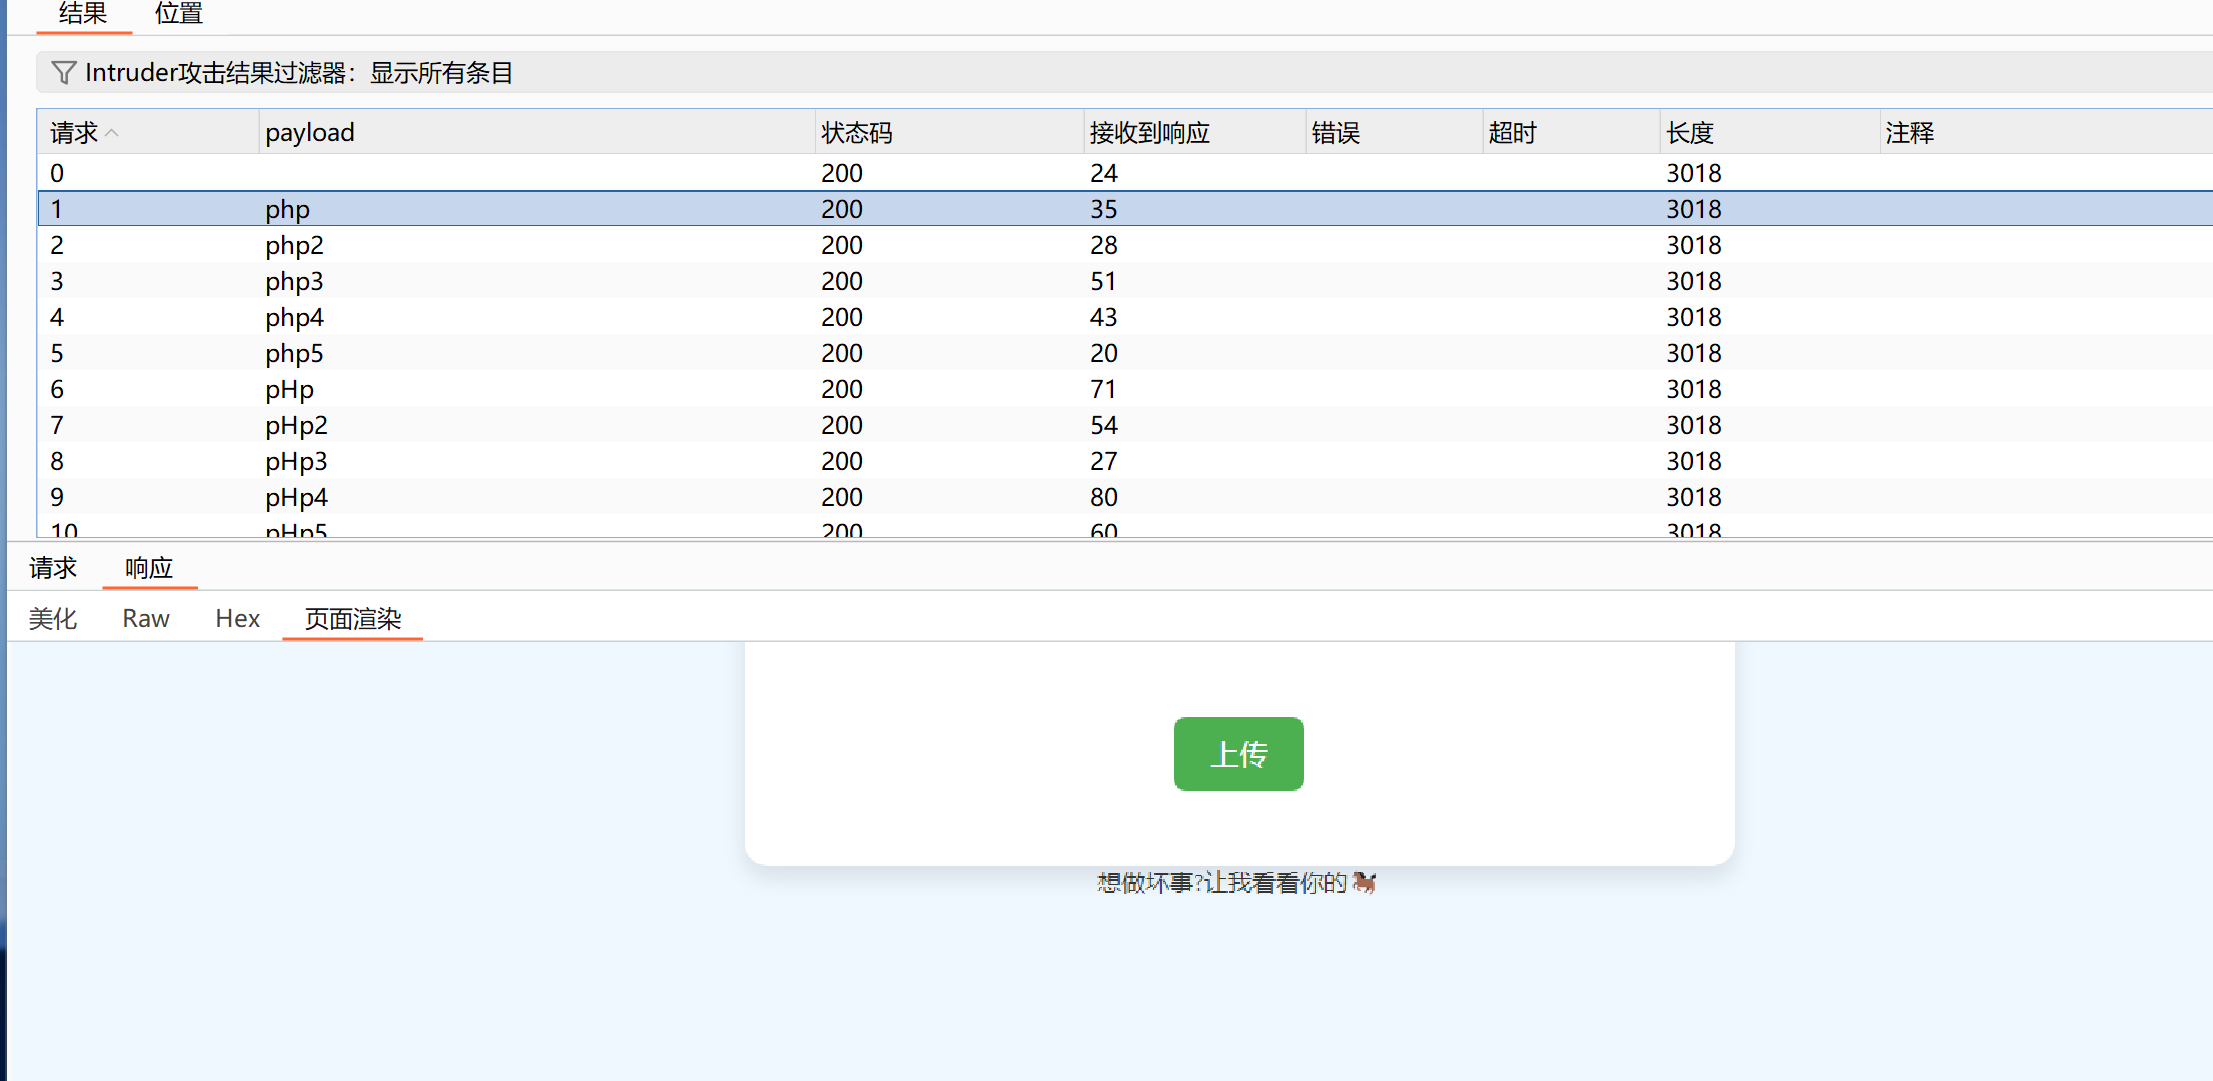 结果 位置
Intruder攻击结果过滤器：显示所有条目
请求 payload 状态码 接收到响应 错误 超时 长度 注释
0 200 24 3018
1 php 200 35 3018
2 php2 200 28 3018
3 php3 200 51 3018
4 php4 200 43 3018
5 php5 200 20 3018
6 pHp 200 71 3018
7 pHp2 200 54 3018
8 pHp3 200 27 3018
9 pHp4 200 80 3018
10 pHp5 200 60 3018
请求 响应
美化 Raw Hex 页面渲染
上传
想做坏事?让我看看你的🐕